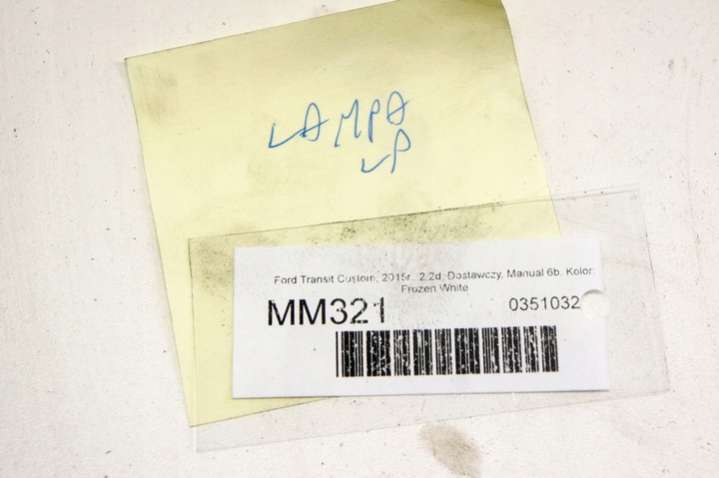 LAMPA
LP
Ford Transit Custom, 2015r., 2.2d, Dostawczy, Manual 6b. Kolor:
Frozen White
MM321 0351032